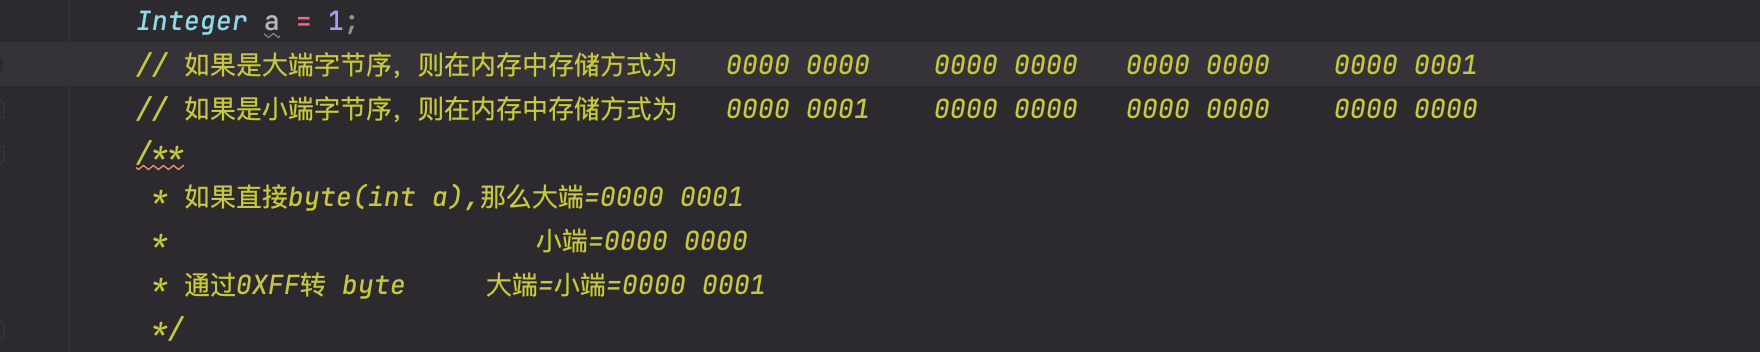 Integer a = 1;
// 如果是大端字节序，则在内存中存储方式为 0000 0000 0000 0000 0000 0000 0000 0001
// 如果是小端字节序，则在内存中存储方式为 0000 0001 0000 0000 0000 0000 0000 0000
/**
* 如果直接byte(int a),那么大端=0000 0001
* 小端=0000 0000
* 通过0XFF转 byte 大端=小端=0000 0001
*/